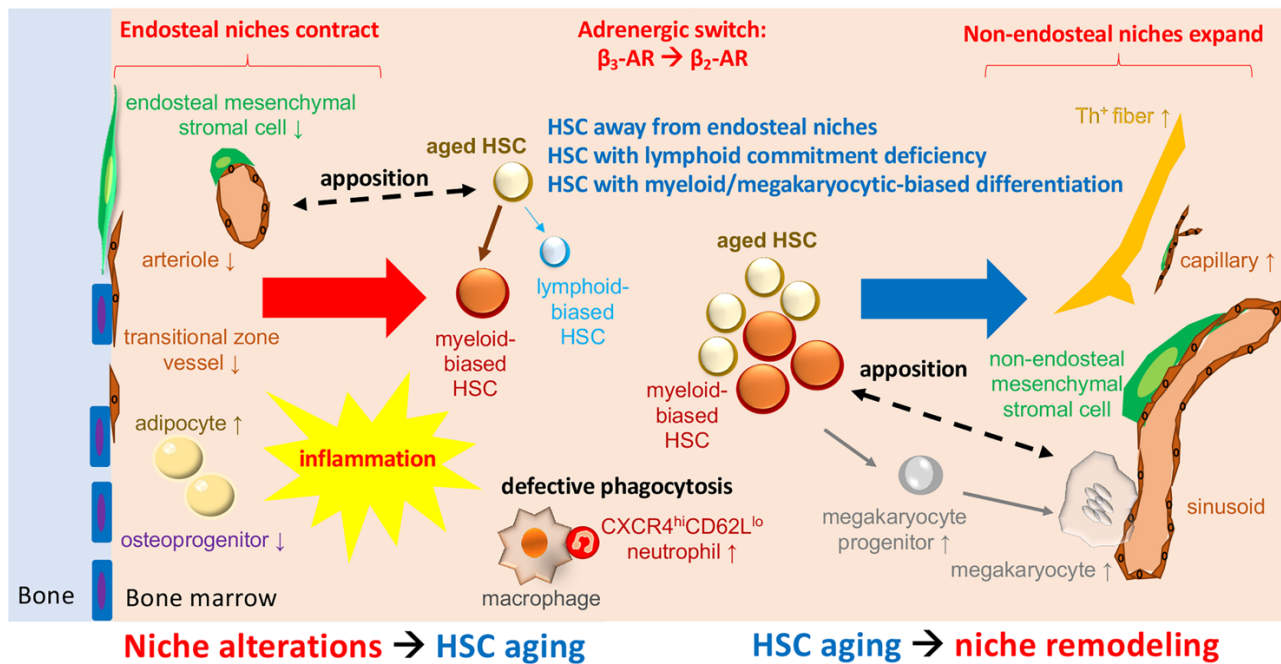 Endosteal niches contract
Adrenergic switch:
β₃-AR → β₂-AR
Non-endosteal niches expand
endosteal mesenchymal
stromal cell ↓
arteriole ↓
transitional zone
vessel ↓
adipocyte ↑
osteoprogenitor ↓
Bone
Bone marrow
apposition
aged HSC
HSC away from endosteal niches
HSC with lymphoid commitment deficiency
HSC with myeloid/megakaryocytic-biased differentiation
lymphoid-
biased
HSC
myeloid-
biased
HSC
inflammation
defective phagocytosis
CXCR4ʰⁱCD62Lˡᵒ
neutrophil ↑
macrophage
aged HSC
myeloid-
biased
HSC
apposition
megakaryocyte
progenitor ↑
megakaryocyte ↑
Th⁺ fiber ↑
capillary ↑
non-endosteal
mesenchymal
stromal cell
sinusoid
Niche alterations → HSC aging
HSC aging → niche remodeling